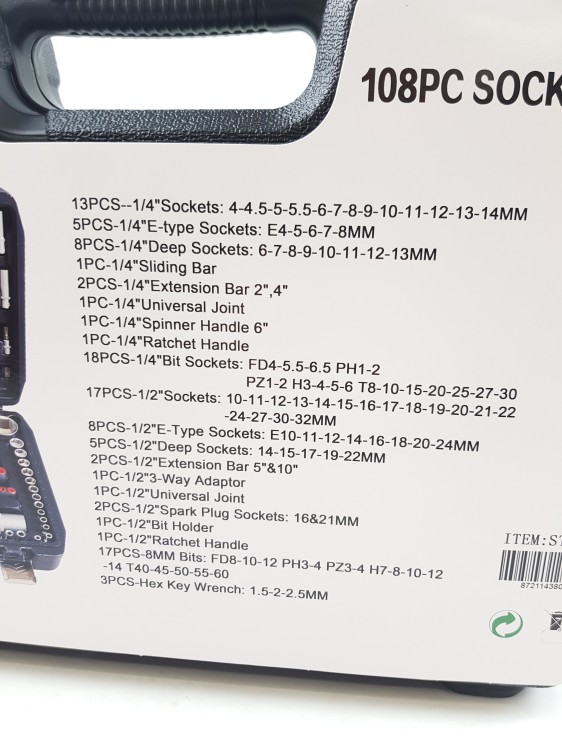 108PC SOCK
13PCS--1/4"Sockets: 4-4.5-5-5.5-6-7-8-9-10-11-12-13-14MM
5PCS-1/4"E-type Sockets: E4-5-6-7-8MM
8PCS-1/4"Deep Sockets: 6-7-8-9-10-11-12-13MM
1PC-1/4"Sliding Bar
2PCS-1/4"Extension Bar 2",4"
1PC-1/4"Universal Joint
1PC-1/4"Spinner Handle 6"
1PC-1/4"Ratchet Handle
18PCS-1/4"Bit Sockets: FD4-5.5-6.5 PH1-2
PZ1-2 H3-4-5-6 T8-10-15-20-25-27-30
17PCS-1/2"Sockets: 10-11-12-13-14-15-16-17-18-19-20-21-22
-24-27-30-32MM
8PCS-1/2"E-Type Sockets: E10-11-12-14-16-18-20-24MM
5PCS-1/2"Deep Sockets: 14-15-17-19-22MM
2PCS-1/2"Extension Bar 5"&10"
1PC-1/2"3-Way Adaptor
1PC-1/2"Universal Joint
2PCS-1/2"Spark Plug Sockets: 16&21MM
1PC-1/2"Bit Holder
1PC-1/2"Ratchet Handle
17PCS-8MM Bits: FD8-10-12 PH3-4 PZ3-4 H7-8-10-12
-14 T40-45-50-55-60
3PCS-Hex Key Wrench: 1.5-2-2.5MM
ITEM:S
87211438